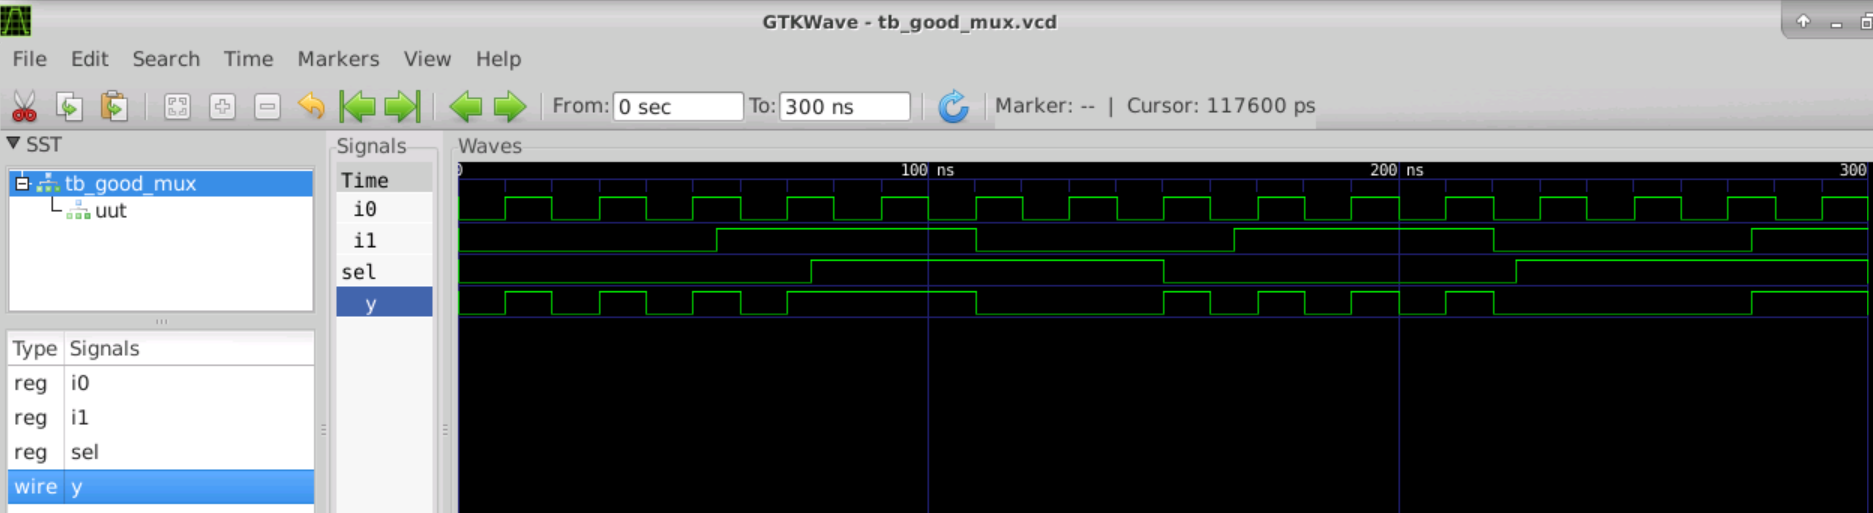 GTKWave - tb_good_mux.vcd
File Edit Search Time Markers View Help
From: 0 sec To: 300 ns Marker: -- | Cursor: 117600 ps
SST
tb_good_mux
uut
Type Signals
reg i0
reg i1
reg sel
wire y
Signals
Time
i0
i1
sel
y
Waves
0 100 ns 200 ns 300